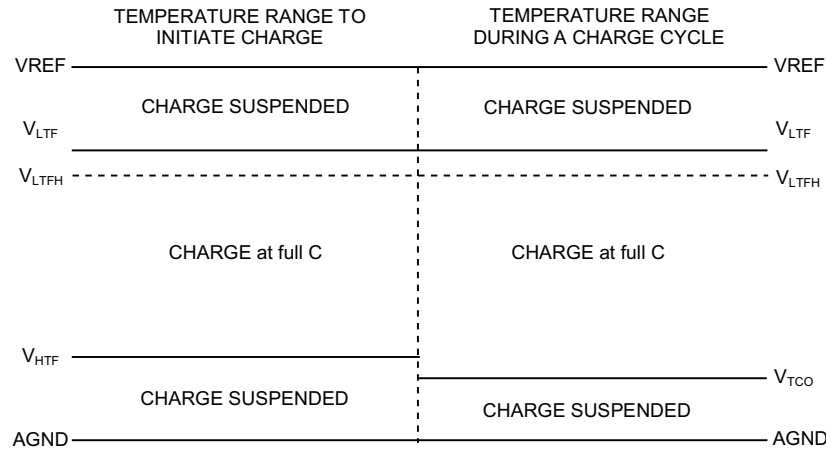 TEMPERATURE RANGE TO
INITIATE CHARGE
TEMPERATURE RANGE
DURING A CHARGE CYCLE
VREF
VREF
CHARGE SUSPENDED
CHARGE SUSPENDED
VLTF
VLTF
VLTFH
VLTFH
CHARGE at full C
CHARGE at full C
VHTF
VTCO
CHARGE SUSPENDED
CHARGE SUSPENDED
AGND
AGND